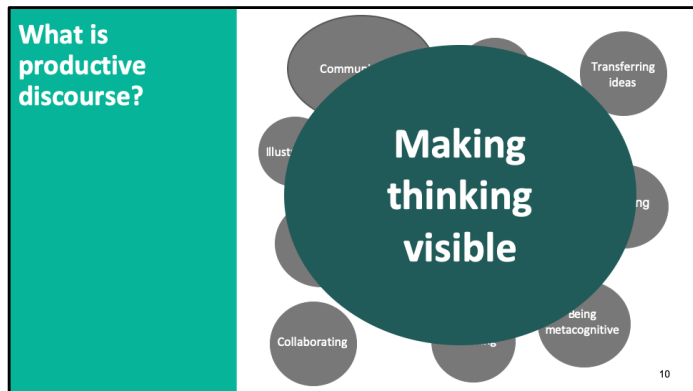 What is
productive
discourse?
Transferring
ideas
Making
thinking
visible
Being
metacognitive
Collaborating
10